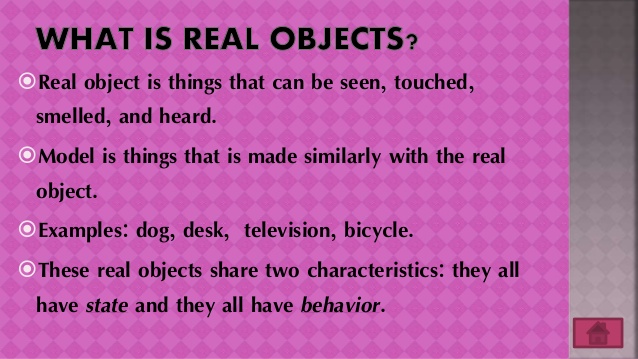 WHAT IS REAL OBJECTS?
Real object is things that can be seen, touched,
smelled, and heard.
Model is things that is made similarly with the real
object.
Examples: dog, desk, television, bicycle.
These real objects share two characteristics: they all
have state and they all have behavior.